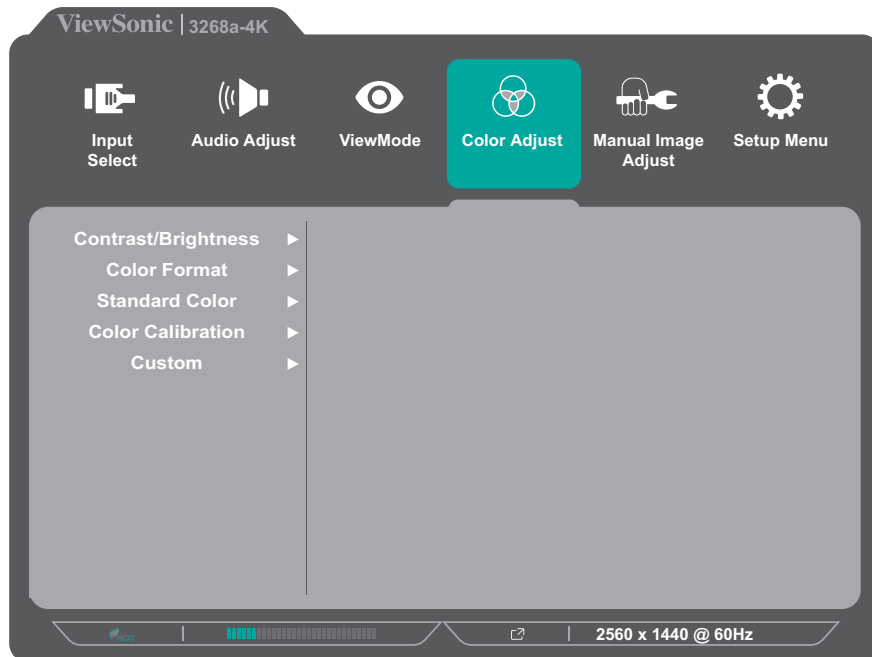 ViewSonic | 3268a-4K
Input
Select
Audio Adjust
ViewMode
Color Adjust
Manual Image
Adjust
Setup Menu
Contrast/Brightness
Color Format
Standard Color
Color Calibration
Custom
eco
2560 x 1440 @ 60Hz